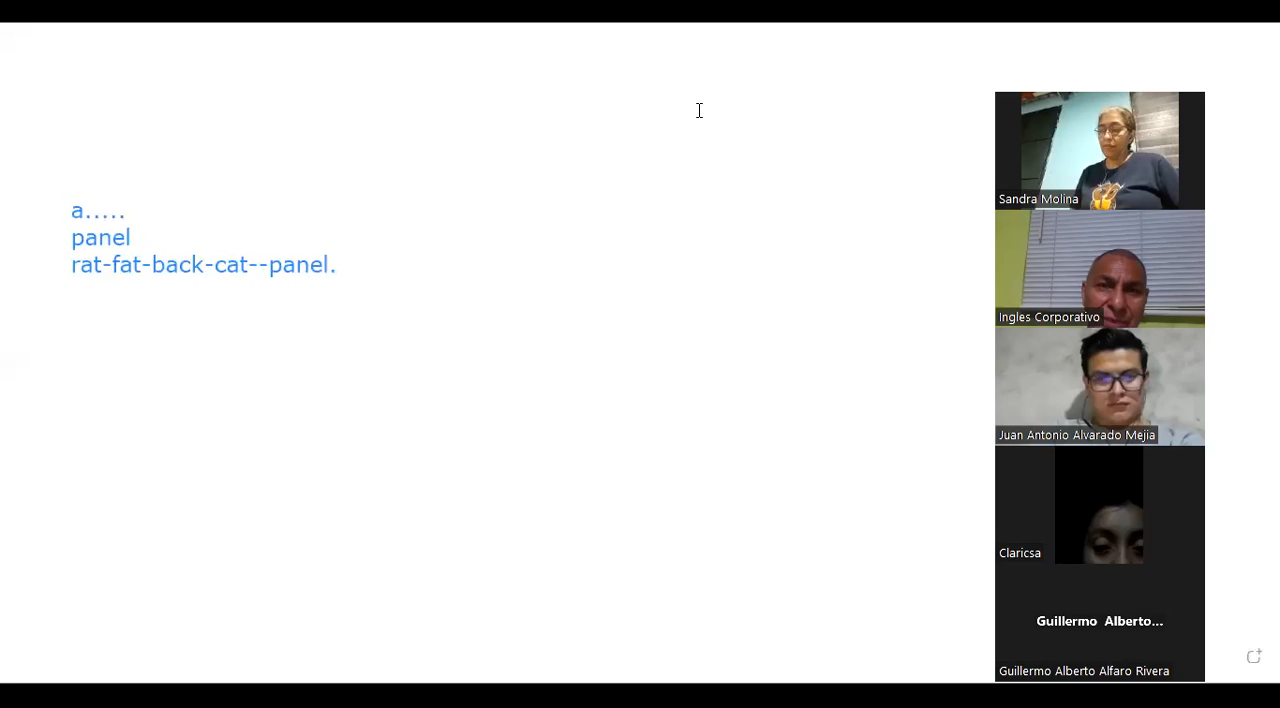 a.....
panel
rat-fat-back-cat--panel.
Sandra Molina
Ingles Corporativo
Juan Antonio Alvarado Mejia
Claricsa
Guillermo Alberto...
Guillermo Alberto Alfaro Rivera